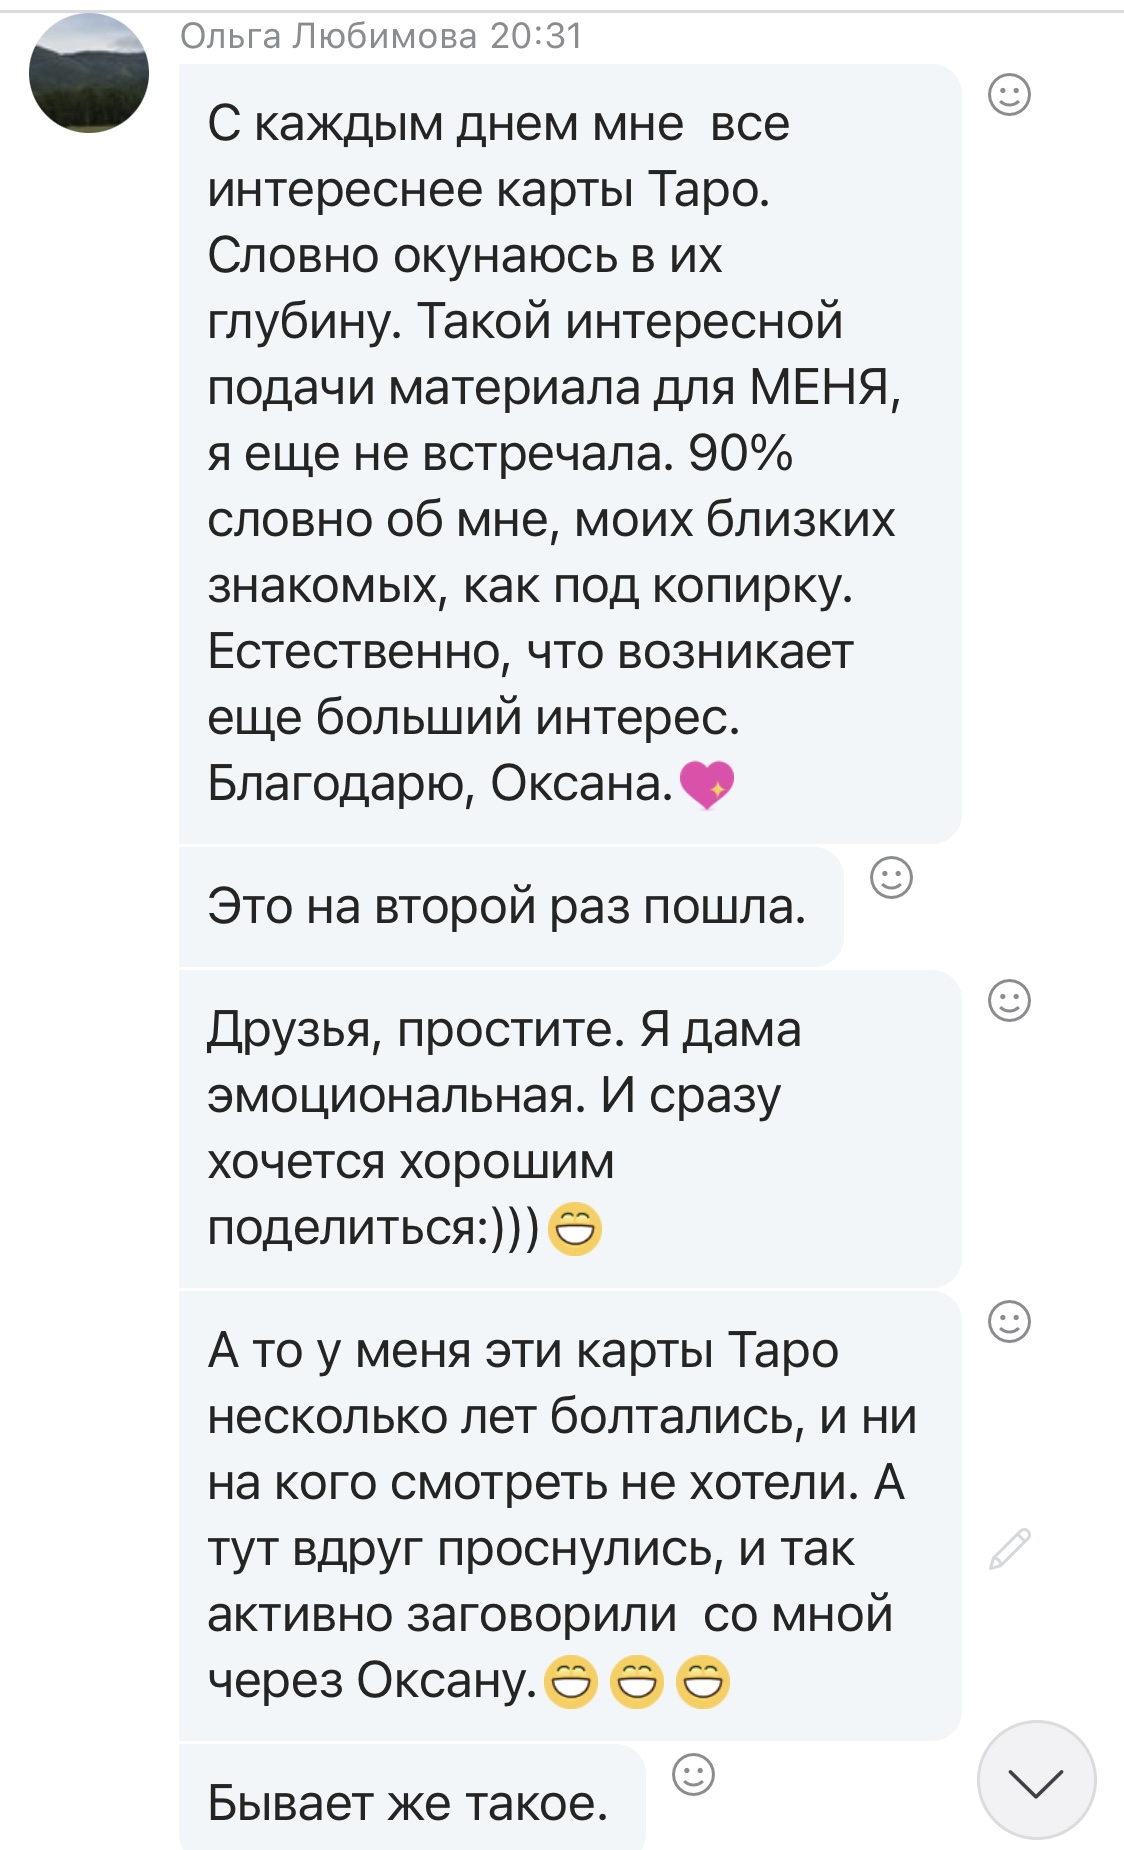 Ольга Любимова 20:31
С каждым днем мне  все
интереснее карты Таро.
Словно окунаюсь в их
глубину. Такой интересной
подачи материала для МЕНЯ,
я еще не встречала. 90%
словно об мне, моих близких
знакомых, как под копирку.
Естественно, что возникает
еще больший интерес.
Благодарю, Оксана.💖
Это на второй раз пошла.
Друзья, простите. Я дама
эмоциональная. И сразу
хочется хорошим
поделиться:)))😄
А то у меня эти карты Таро
несколько лет болтались, и ни
на кого смотреть не хотели. А
тут вдруг проснулись, и так
активно заговорили  со мной
через Оксану.😄😄😄
Бывает же такое.